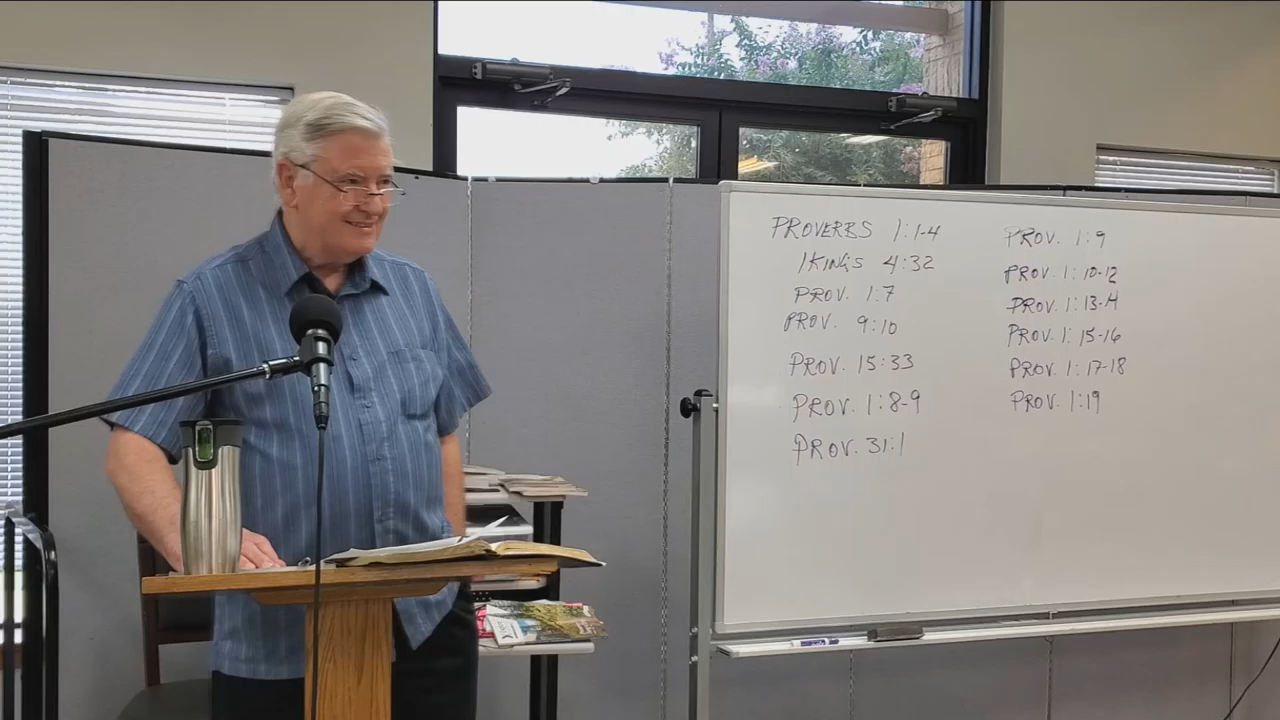 PROVERBS 1:1-4
1KINGS 4:32
PROV. 1:7
PROV. 9:10
PROV. 15:33
PROV. 1:8-9
PROV. 31:1
PROV. 1:9
PROV. 1:10-12
PROV. 1:13-14
PROV. 1:15-16
PROV. 1:17-18
PROV. 1:19